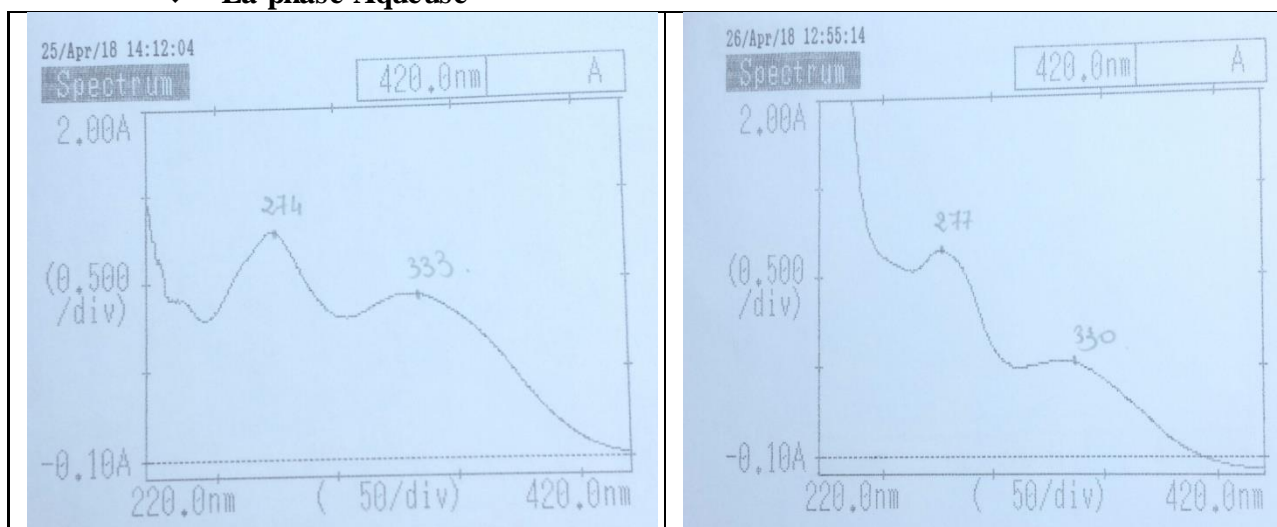 La phase Aqueuse
25/Apr/18 14:12:04
Spectrum
420.0nm A
2.00A
274
333.
(0.500
/div)
-0.10A
220.0nm ( 50/div) 420.0nm
26/Apr/18 12:55:14
Spectrum
420.0nm A
2.00A
277
(0.500
/div)
330
-0.10A
220.0nm ( 50/div) 420.0nm